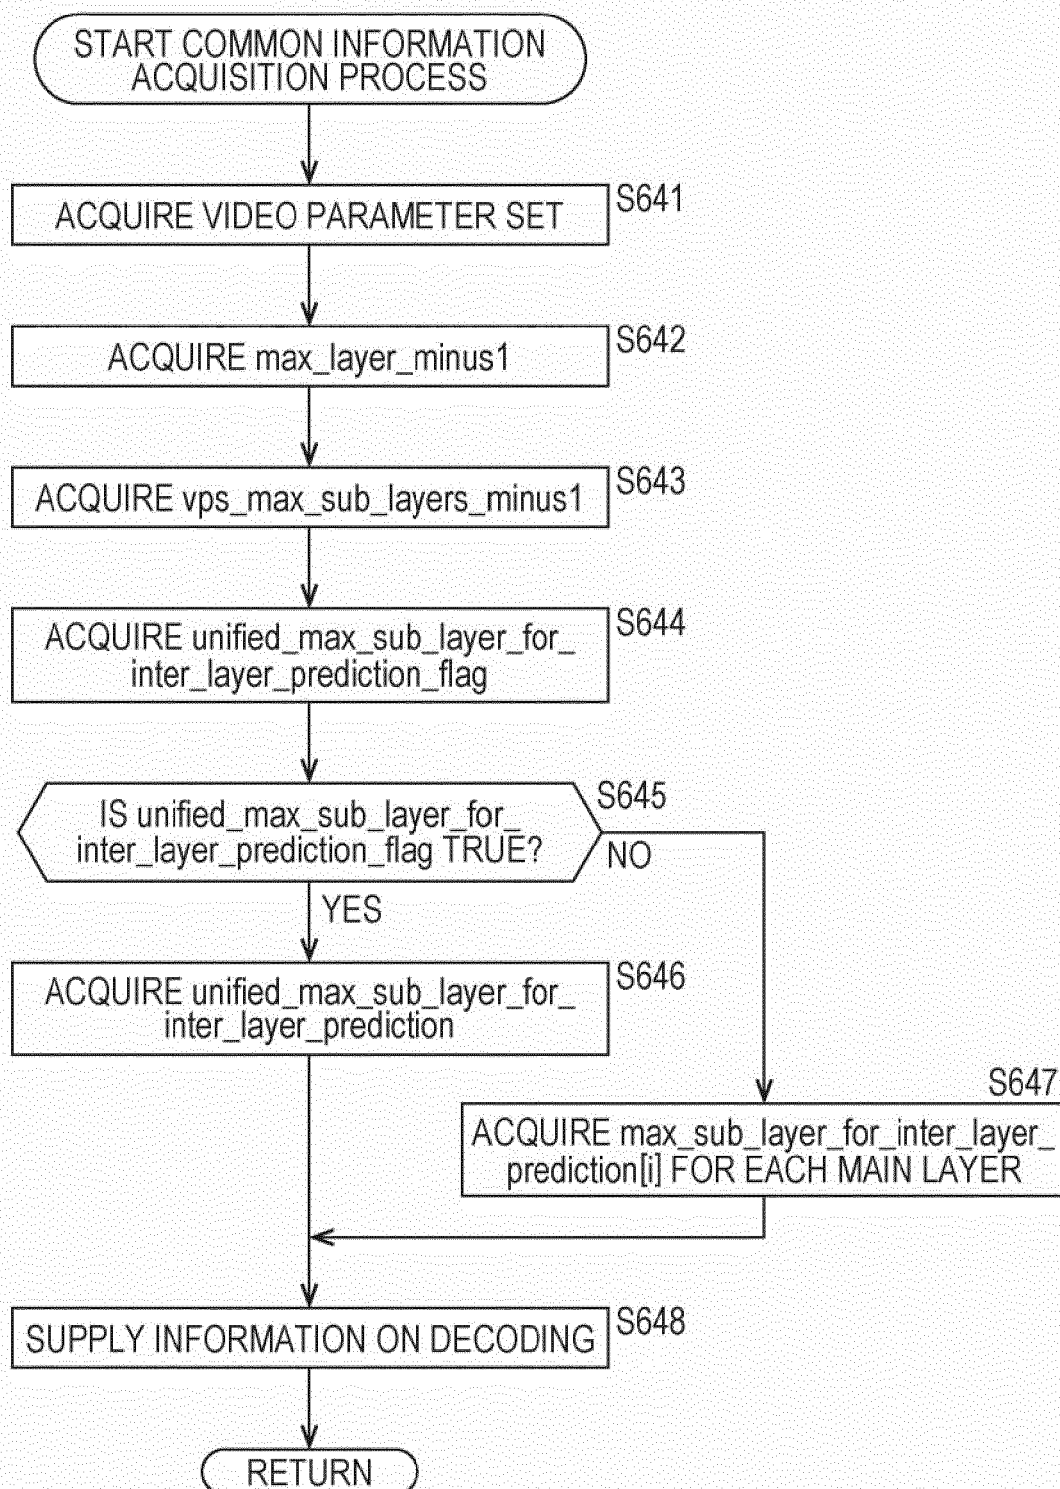 START COMMON INFORMATION
ACQUISITION PROCESS
ACQUIRE VIDEO PARAMETER SET
S641
ACQUIRE max_layer_minus1
S642
ACQUIRE vps_max_sub_layers_minus1
S643
ACQUIRE unified_max_sub_layer_for_
inter_layer_prediction_flag
S644
IS unified_max_sub_layer_for_
inter_layer_prediction_flag TRUE?
S645
NO
YES
ACQUIRE unified_max_sub_layer_for_
inter_layer_prediction
S646
S647
ACQUIRE max_sub_layer_for_inter_layer_
prediction[i] FOR EACH MAIN LAYER
SUPPLY INFORMATION ON DECODING
S648
RETURN